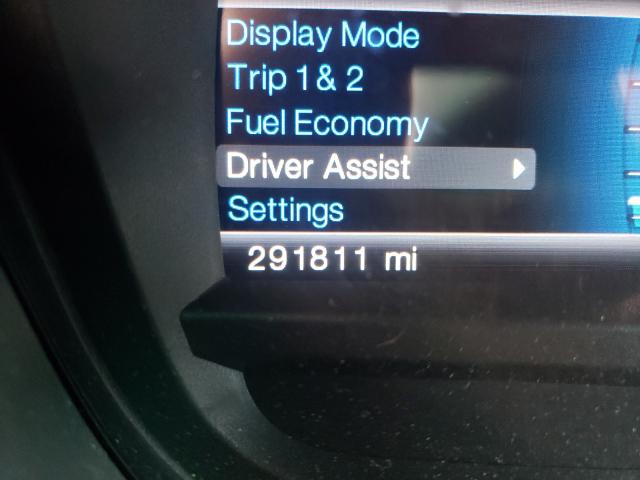 Display Mode
Trip 1 & 2
Fuel Economy
Driver Assist
Settings
291811 mi